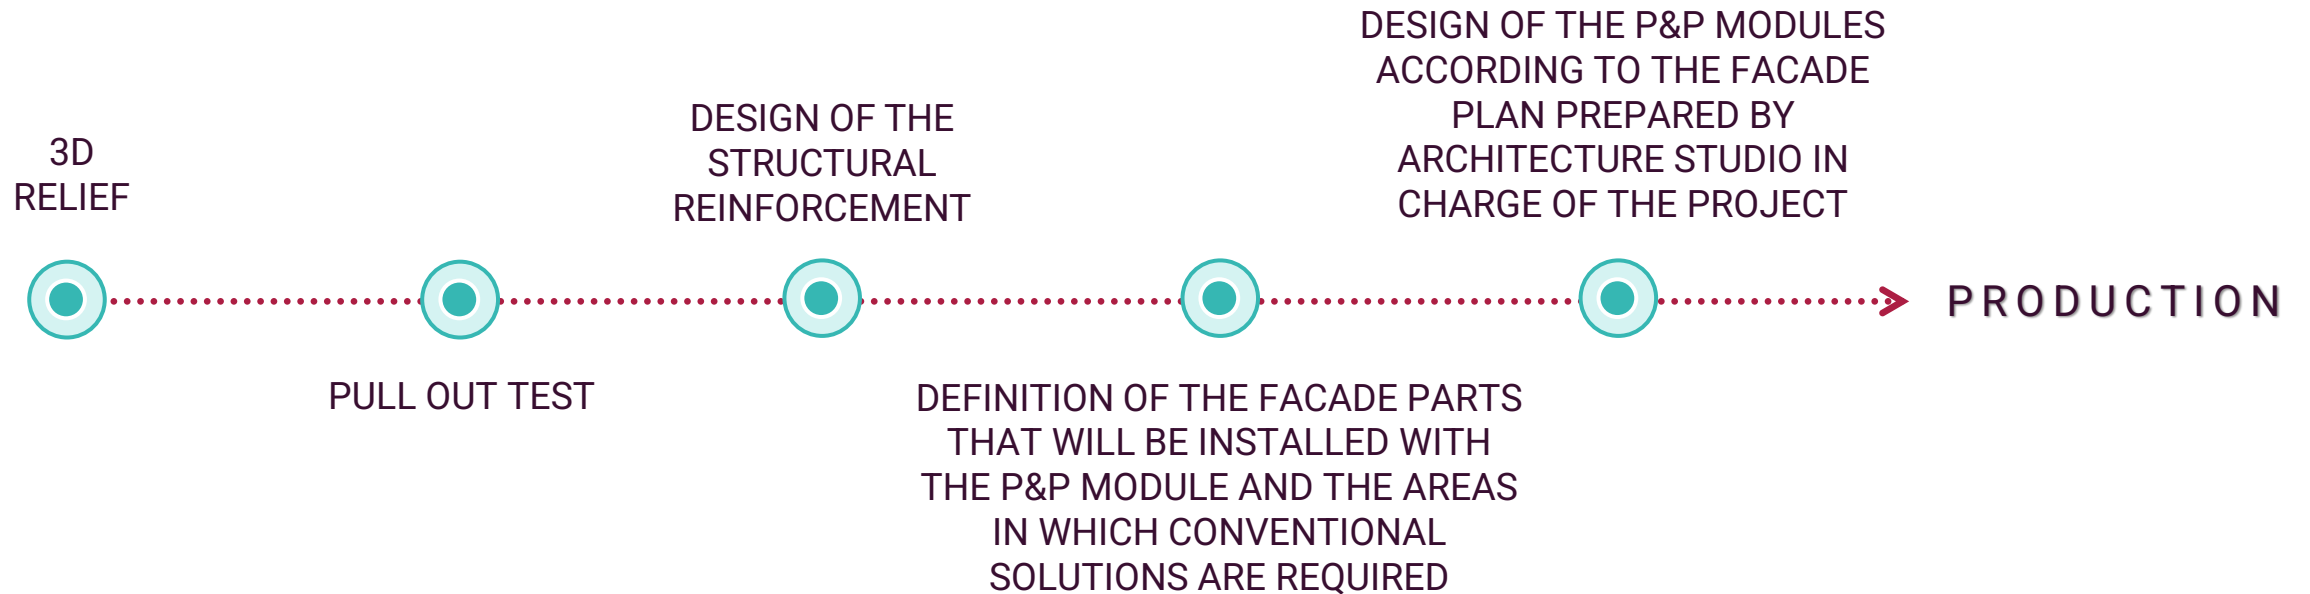 3D
RELIEF
PULL OUT TEST
DESIGN OF THE
STRUCTURAL
REINFORCEMENT
DEFINITION OF THE FACADE PARTS
THAT WILL BE INSTALLED WITH
THE P&P MODULE AND THE AREAS
IN WHICH CONVENTIONAL
SOLUTIONS ARE REQUIRED
DESIGN OF THE P&P MODULES
ACCORDING TO THE FACADE
PLAN PREPARED BY
ARCHITECTURE STUDIO IN
CHARGE OF THE PROJECT
PRODUCTION